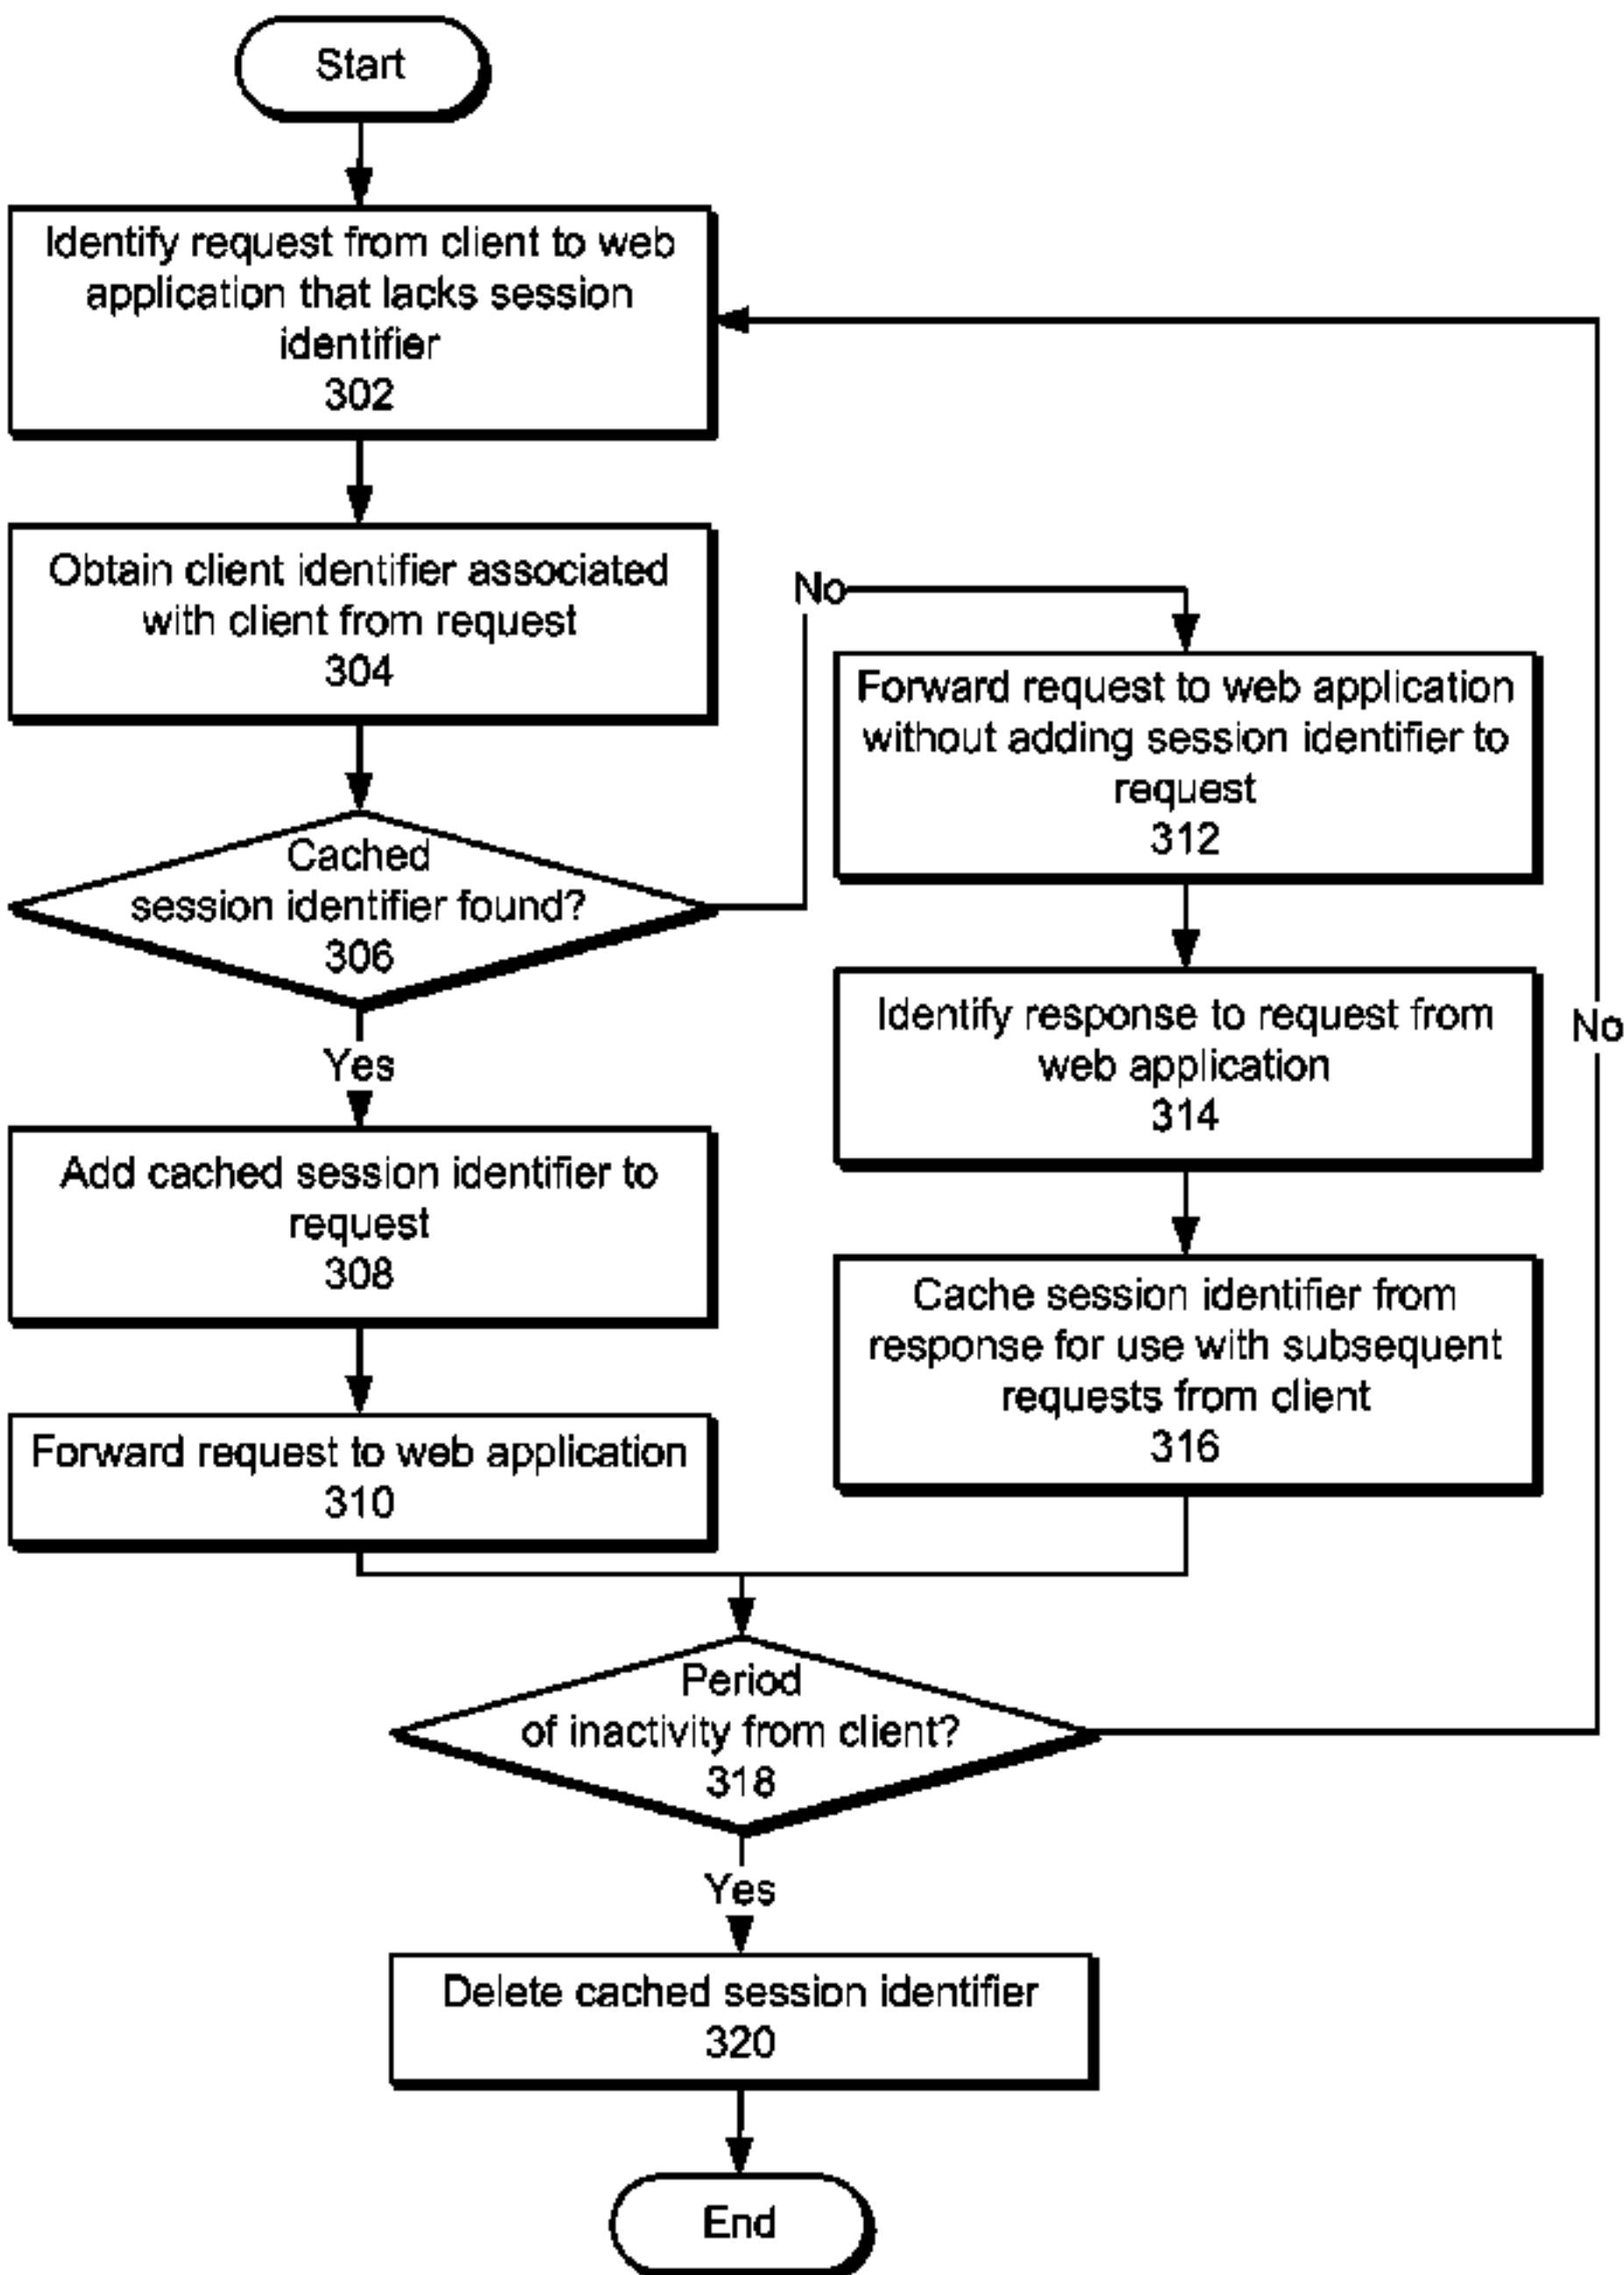 Start
Identify request from client to web
application that lacks session
identifier
302
Obtain client identifier associated
with client from request
304
Cached
session identifier found?
306
No
Yes
Add cached session identifier to
request
308
Forward request to web application
310
Forward request to web application
without adding session identifier to
request
312
Identify response to request from
web application
314
Cache session identifier from
response for use with subsequent
requests from client
316
Period
of inactivity from client?
318
No
Yes
Delete cached session identifier
320
End